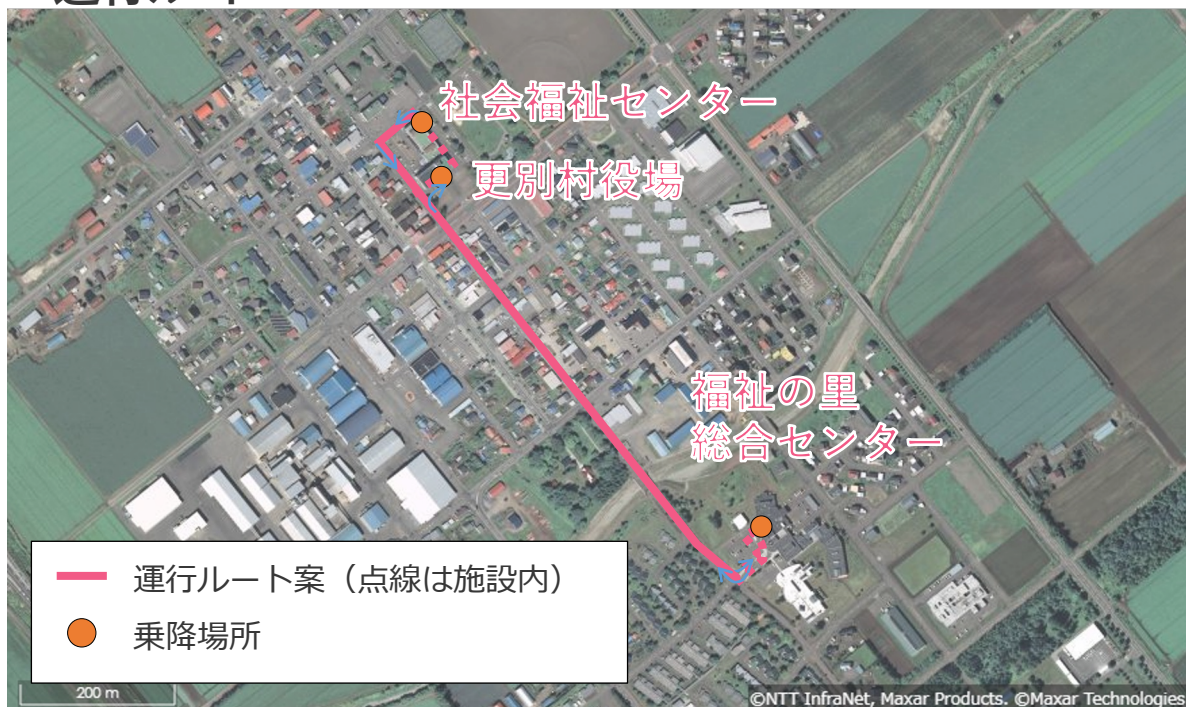 社会福祉センター
更別村役場
福祉の里
総合センター
運行ルート案（点線は施設内）
乗降場所
200 m
©NTT InfraNet, Maxar Products. ©Maxar Technologies